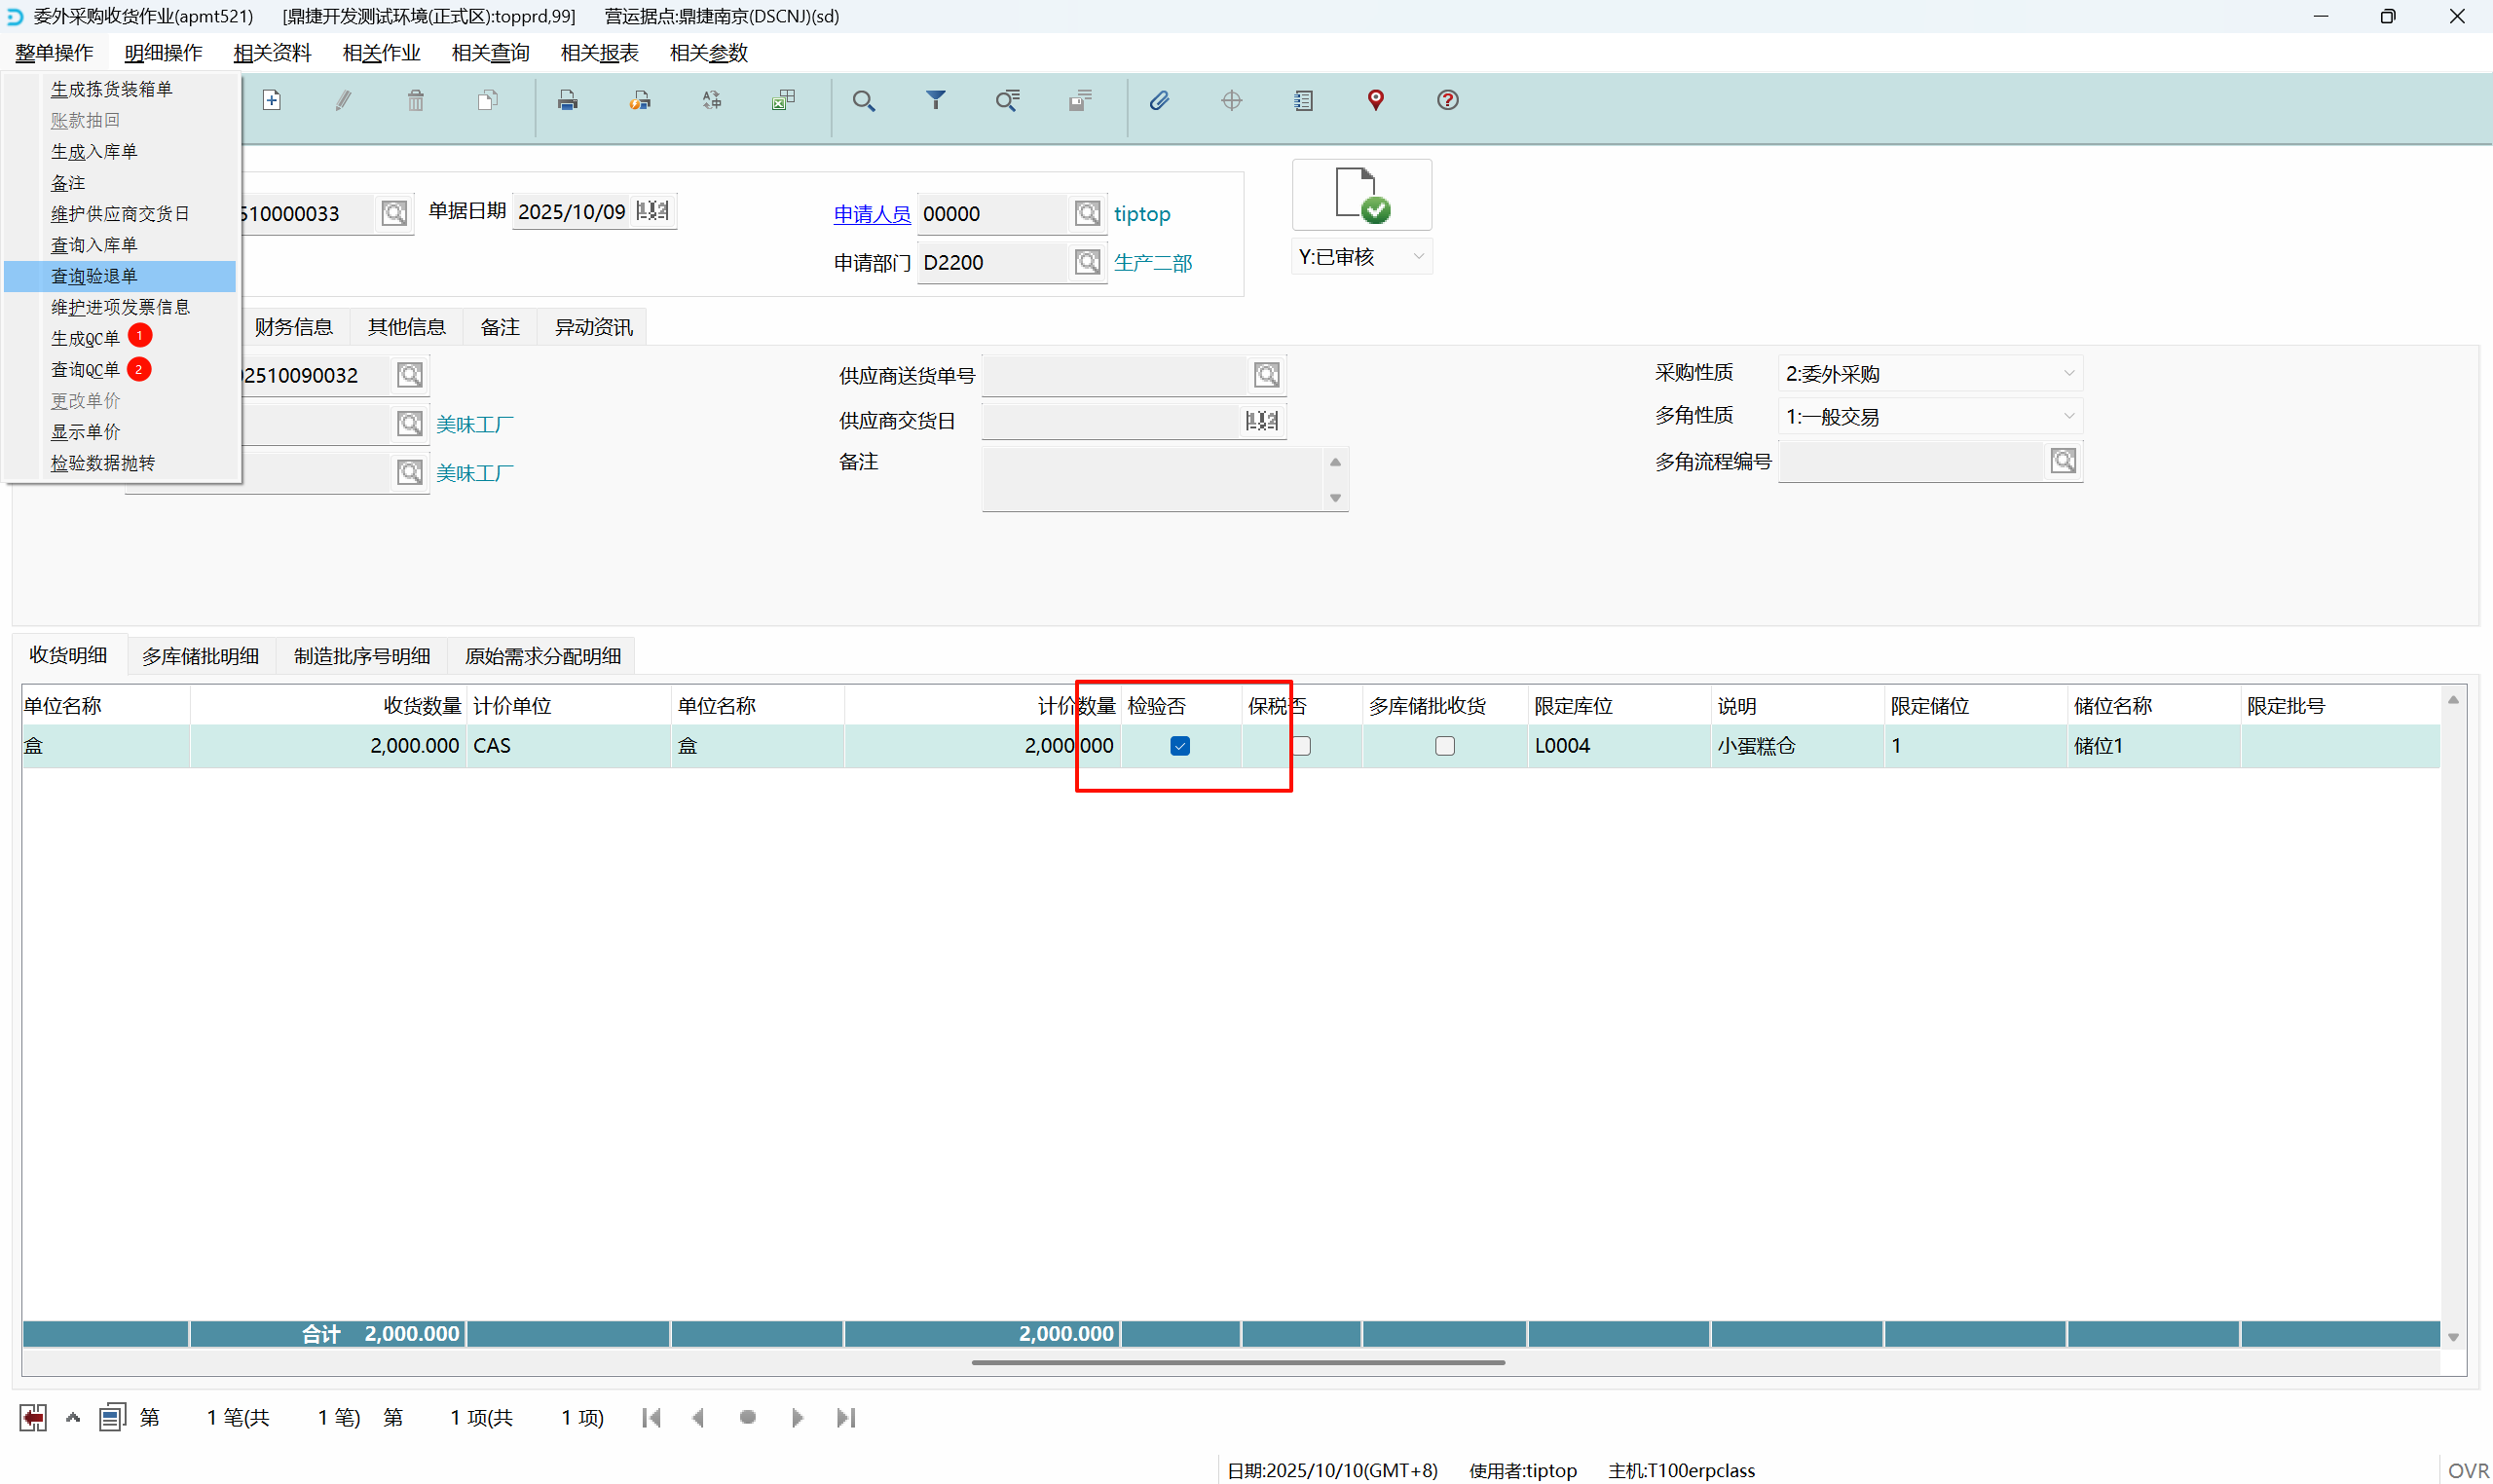 委外采购收货作业(apmt521) [鼎捷开发测试环境(正式区):topprd,99] 营运据点:鼎捷南京(DSCNJ)(sd)
整单操作 明细操作 相关资料 相关作业 相关查询 相关报表 相关参数
生成拣货装箱单
账款抽回
生成入库单
备注
维护供应商交货日
查询入库单
查询验退单
维护进项发票信息
生成QC单 1
查询QC单 2
更改单价
显示单价
检验数据抛转
510000033 单据日期 2025/10/09 申请人员 00000 tiptop
申请部门 D2200 生产二部
Y:已审核
财务信息 其他信息 备注 异动资讯
2510090032 供应商送货单号 采购性质 2:委外采购
美味工厂 供应商交货日 多角性质 1:一般交易
美味工厂 备注 多角流程编号
收货明细 多库储批明细 制造批序号明细 原始需求分配明细
单位名称 收货数量 计价单位 单位名称 计价数量 检验否 保税否 多库储批收货 限定库位 说明 限定储位 储位名称 限定批号
盒 2,000.000 CAS 盒 2,000.000 L0004 小蛋糕仓 1 储位1
合计 2,000.000 2,000.000
第 1 笔(共 1 笔) 第 1 项(共 1 项)
日期:2025/10/10(GMT+8) 使用者:tiptop 主机:T100erpclass OVR